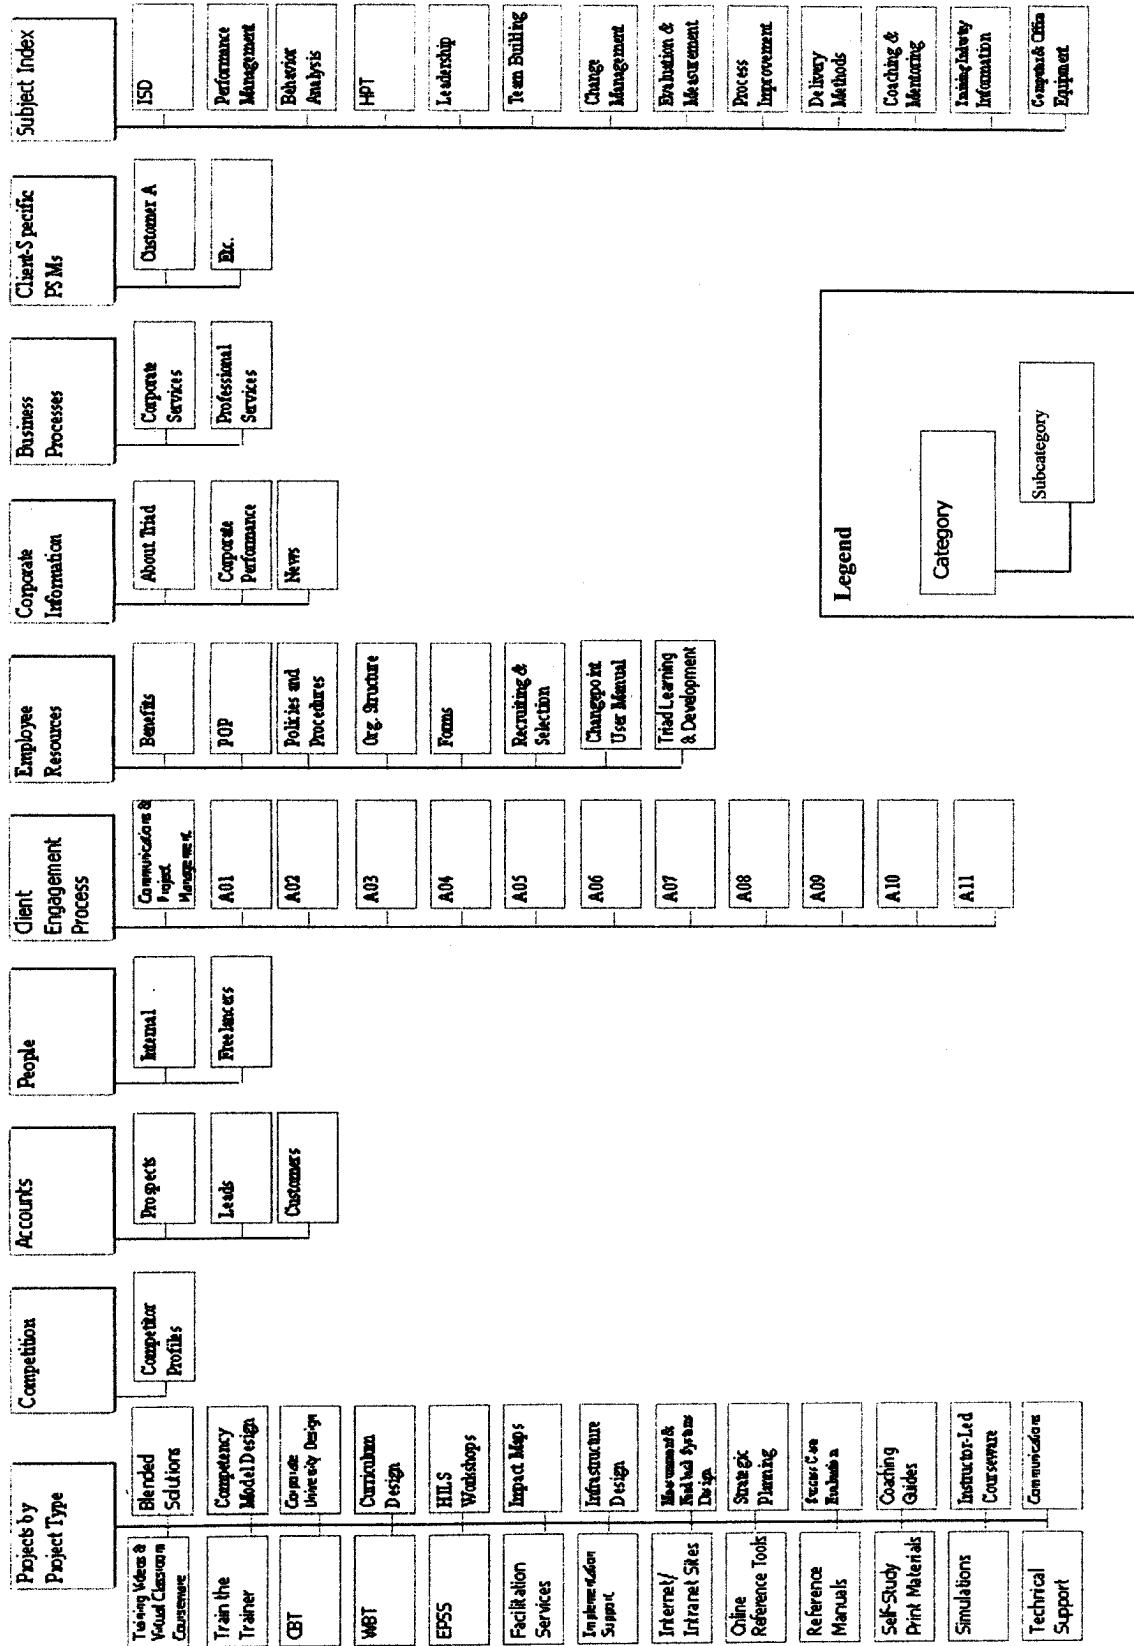 Projects by
Project Type
Training Videos &
Virtual Classroom
Courseware
Blended
Solutions
Train the
Trainer
Competency
Model Design
CBT
Corporate
University Design
WBT
Curriculum
Design
EPSS
HILS
Workshops
Facilitation
Services
Impact Maps
Implementation
Support
Infrastructure
Design
Internet/
Intranet Sites
Measurement &
Feedback Systems
Design
Online
Reference Tools
Strategic
Planning
Reference
Manuals
Success Case
Evaluation
Self-Study
Print Materials
Coaching
Guides
Simulations
Instructor-Led
Courseware
Technical
Support
Communications
Competition
Competitor
Profiles
Accounts
Prospects
Leads
Customers
People
Internal
Freelancers
Client
Engagement
Process
Communications &
Project
Management
A01
A02
A03
A04
A05
A06
A07
A08
A09
A10
A11
Employee
Resources
Benefits
POP
Policies and
Procedures
Org. Structure
Forms
Recruiting &
Selection
Changepoint
User Manual
Triad Learning
& Development
Corporate
Information
About Triad
Corporate
Performance
News
Business
Processes
Corporate
Services
Professional
Services
Client-Specific
PSMs
Customer A
Etc.
Subject Index
ISD
Performance
Management
Behavior
Analysis
HPT
Leadership
Team Building
Change
Management
Evaluation &
Measurement
Process
Improvement
Delivery
Methods
Coaching &
Mentoring
Training Industry
Information
Computer & Office
Equipment
Legend
Category
Subcategory